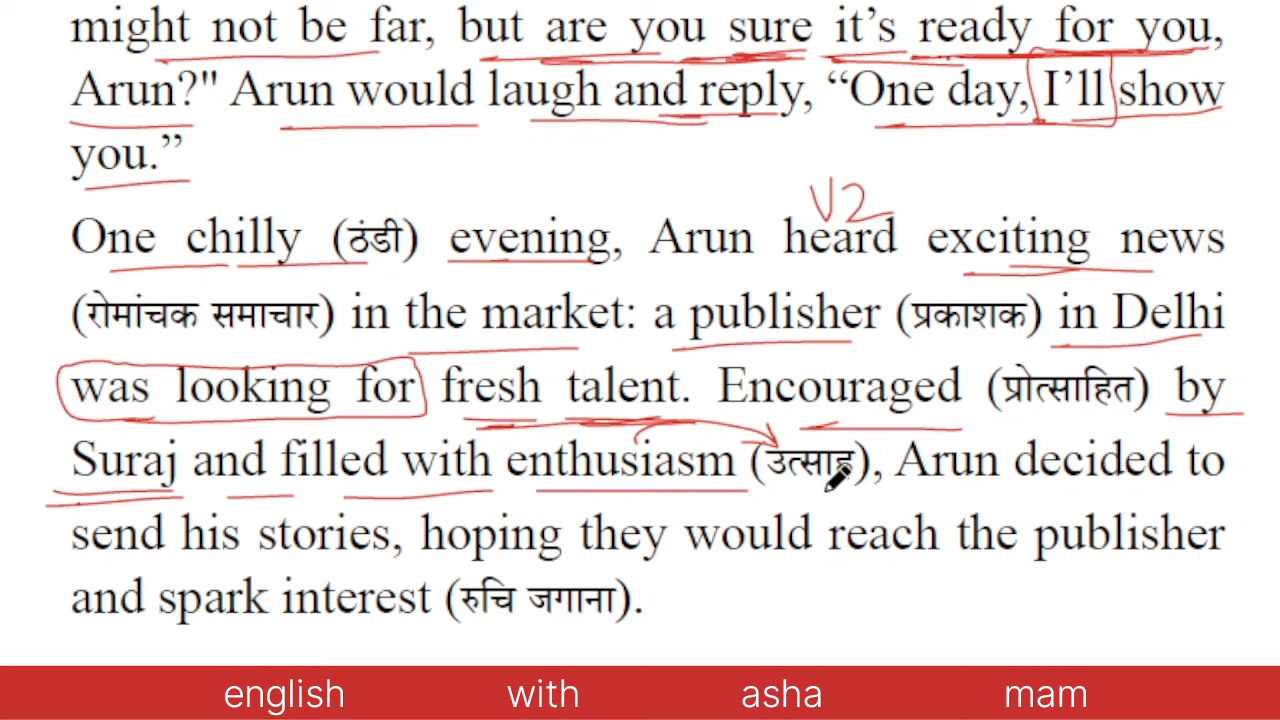 might not be far, but are you sure it’s ready for you,
Arun?" Arun would laugh and reply, “One day, I’ll show
you.”
V2
One chilly (ठंडी) evening, Arun heard exciting news
(रोमांचक समाचार) in the market: a publisher (प्रकाशक) in Delhi
was looking for fresh talent. Encouraged (प्रोत्साहित) by
Suraj and filled with enthusiasm (उत्साह), Arun decided to
send his stories, hoping they would reach the publisher
and spark interest (रुचि जगाना).
english with asha mam